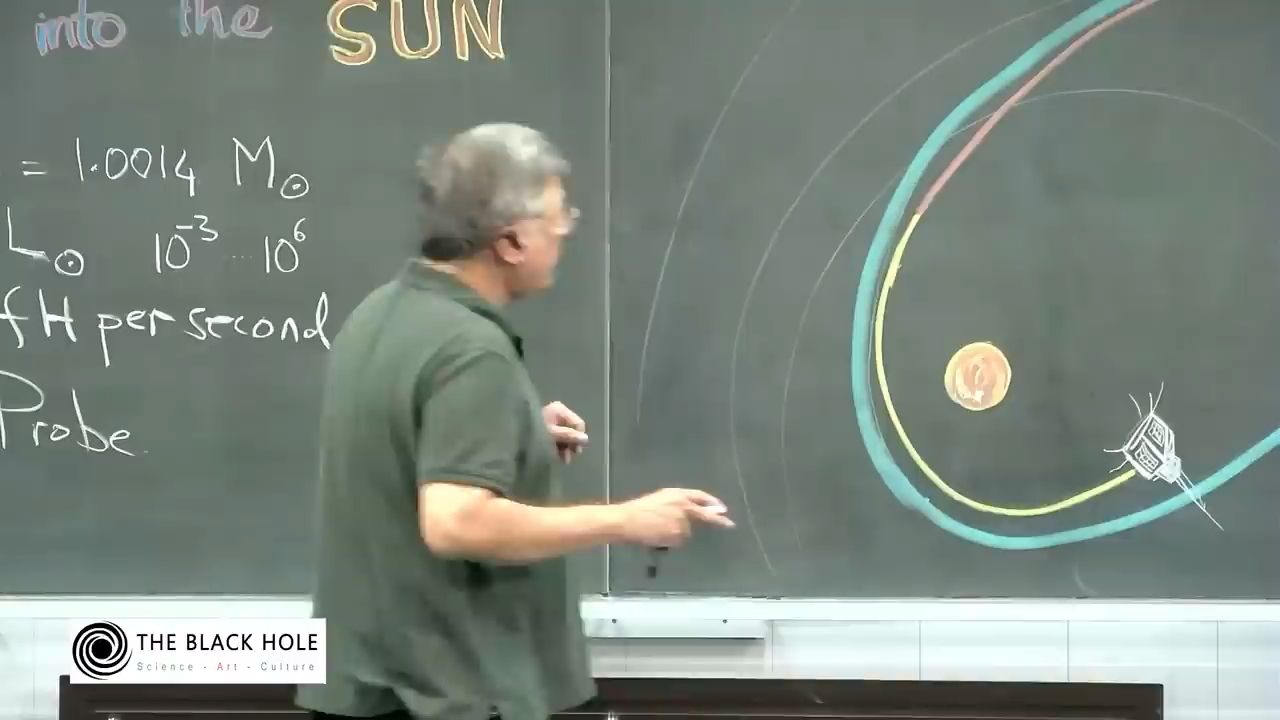 into the SUN
= 1.0014 M☉
L☉ 10⁻³ ... 10⁶
f H per second
Probe.
THE BLACK HOLE
Science - Art - Culture